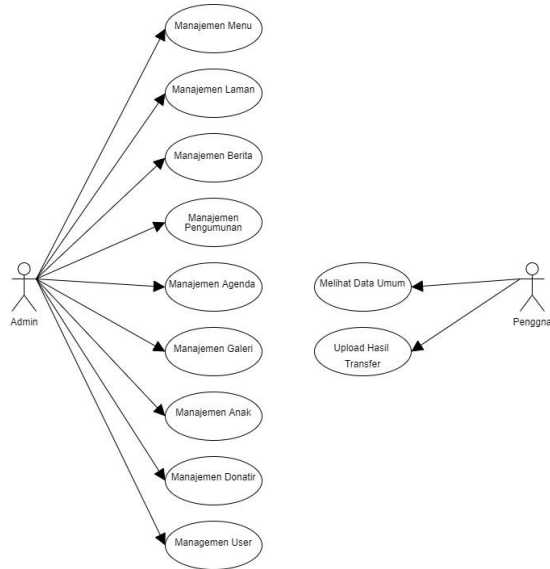 Manajemen Menu
Manajemen Laman
Manajemen Berita
Manajemen
Pengumunan
Manajemen Agenda
Manajemen Galeri
Manajemen Anak
Manajemen Donatir
Managemen User
Admin
Melihat Data Umum
Upload Hasil
Transfer
Penggna